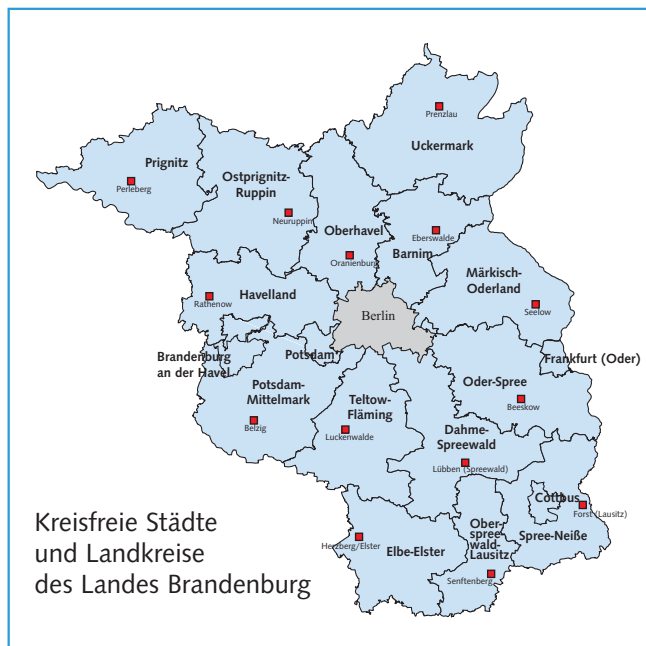 Prenzlau
Uckermark
Prignitz
Perleberg
Ostprignitz-
Ruppin
Neuruppin
Oberhavel
Oranienburg
Eberswalde
Barnim
Märkisch-
Oderland
Seelow
Havelland
Rathenow
Berlin
Brandenburg
an der Havel
Potsdam
Frankfurt (Oder)
Potsdam-
Mittelmark
Belzig
Teltow-
Fläming
Luckenwalde
Oder-Spree
Beeskow
Dahme-
Spreewald
Lübben (Spreewald)
Cottbus
Forst (Lausitz)
Spree-Neiße
Ober-
spree-
wald-
Lausitz
Senftenberg
Herzberg/Elster
Elbe-Elster
Kreisfreie Städte
und Landkreise
des Landes Brandenburg